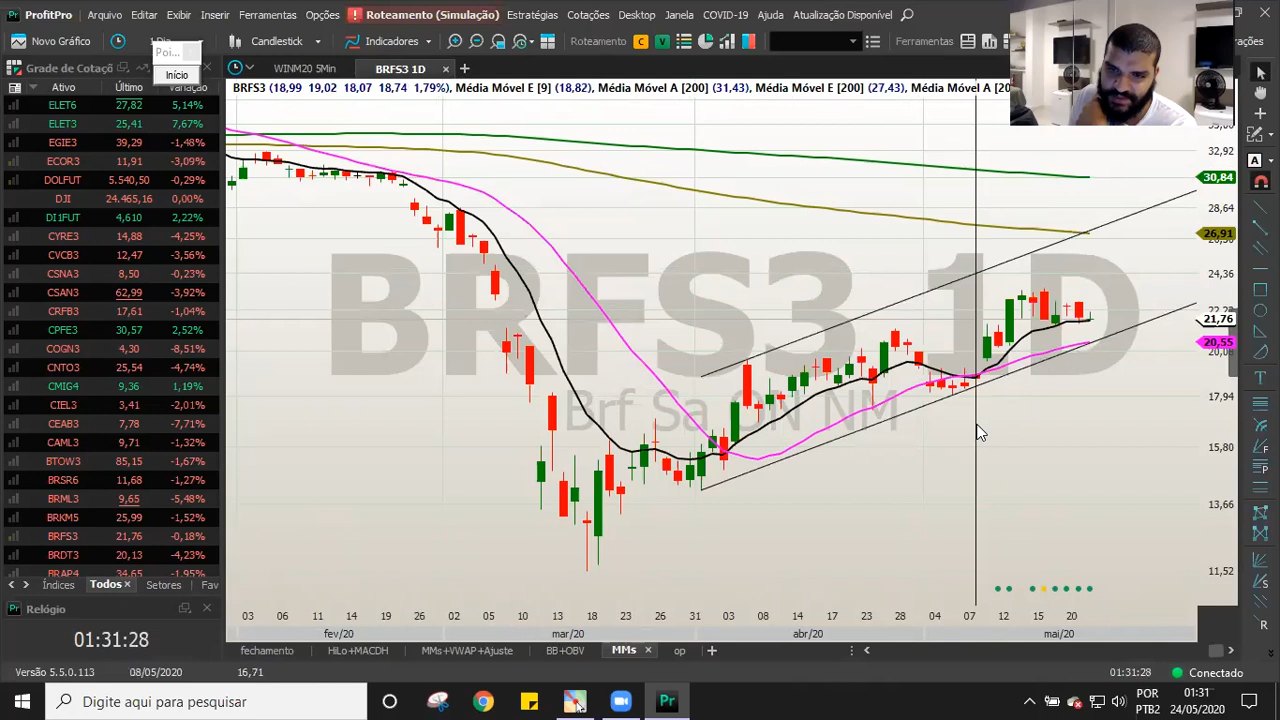 ProfitPro Arquivo Editar Exibir Inserir Ferramentas Opções Roteamento (Simulação) Estratégias Cotações Desktop Janela COVID-19 Ajuda Atualização Disponível
Novo Gráfico Candlestick Indicadores Roteamento C V Ferramentas
Poi...
Início
Grade de Cotaçõ WINM20 5Min BRFS3 1D
Ativo Último Variação
BRFS3 (18,99 19,02 18,07 18,74 1,79%), Média Móvel E [9] (18,82), Média Móvel A [200] (31,43), Média Móvel E [200] (27,43), Média Móvel A [20
ELET6 27,82 5,14%
ELET3 25,41 7,67%
EGIE3 39,29 -1,48%
ECOR3 11,91 -3,09%
DOLFUT 5.540,50 -0,29%
DJI 24.465,16 0,00%
DI1FUT 4,610 2,22%
CYRE3 14,88 -4,25%
CVCB3 12,47 -3,56%
CSNA3 8,50 -0,23%
CSAN3 62,99 -3,92%
CRFB3 17,61 -1,04%
CPFE3 30,57 2,52%
COGN3 4,30 -8,51%
CNTO3 25,54 -4,74%
CMIG4 9,36 1,19%
CIEL3 3,41 -2,01%
CEAB3 7,78 -7,71%
CAML3 9,71 -1,32%
BTOW3 85,15 -1,67%
BRSR6 11,68 -1,27%
BRML3 9,65 -5,48%
BRKM5 25,99 -1,52%
BRFS3 21,76 -0,18%
BRDT3 20,13 -4,23%
BRAP4 34,65 -1,95%
Índices Todos Setores Fav
BRFS3 1D
Brf Sa ON NM
32,92
30,84
28,64
26,91
24,36
21,76
20,55
20,08
17,94
15,80
13,66
11,52
03 06 11 14 19 26 02 05 10 13 18 23 26 31 03 08 14 17 23 28 04 07 12 15 20
fev/20 mar/20 abr/20 mai/20
Relógio
01:31:28
fechamento HiLo+MACDH MMs+VWAP+Ajuste BB+OBV MMs op
Versão 5.5.0.113 08/05/2020 16,71 01:31:28 Conectado
Digite aqui para pesquisar Pr POR 01:31
PTB2 24/05/2020